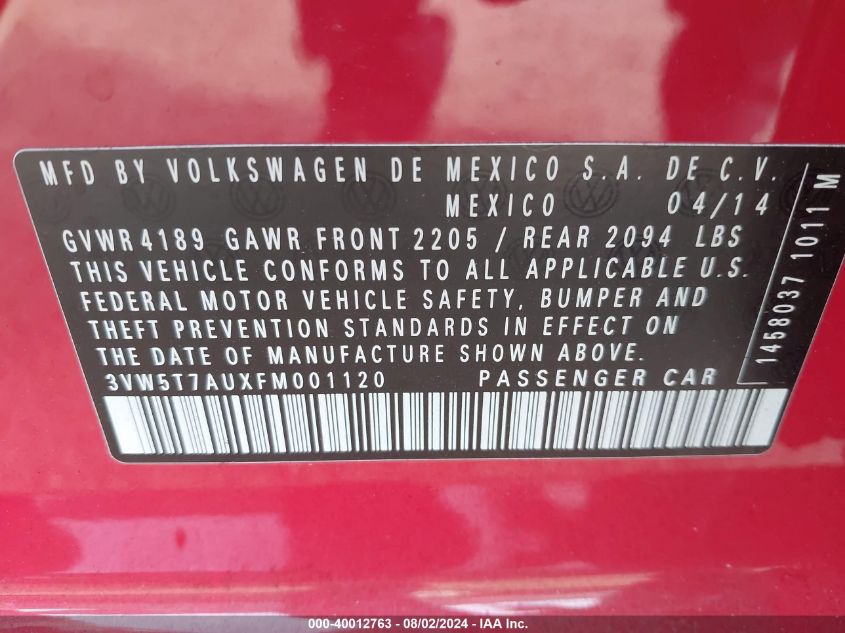 MFD BY VOLKSWAGEN DE MEXICO S.A. DE C.V.
MEXICO 04/14
GVWR 4189 GAWR FRONT 2205 / REAR 2094 LBS
THIS VEHICLE CONFORMS TO ALL APPLICABLE U.S.
FEDERAL MOTOR VEHICLE SAFETY, BUMPER AND
THEFT PREVENTION STANDARDS IN EFFECT ON
THE DATE OF MANUFACTURE SHOWN ABOVE.
3VW5T7AUXFM001120 PASSENGER CAR
1458037 1011 M
000-40012763 - 08/02/2024 - IAA Inc.